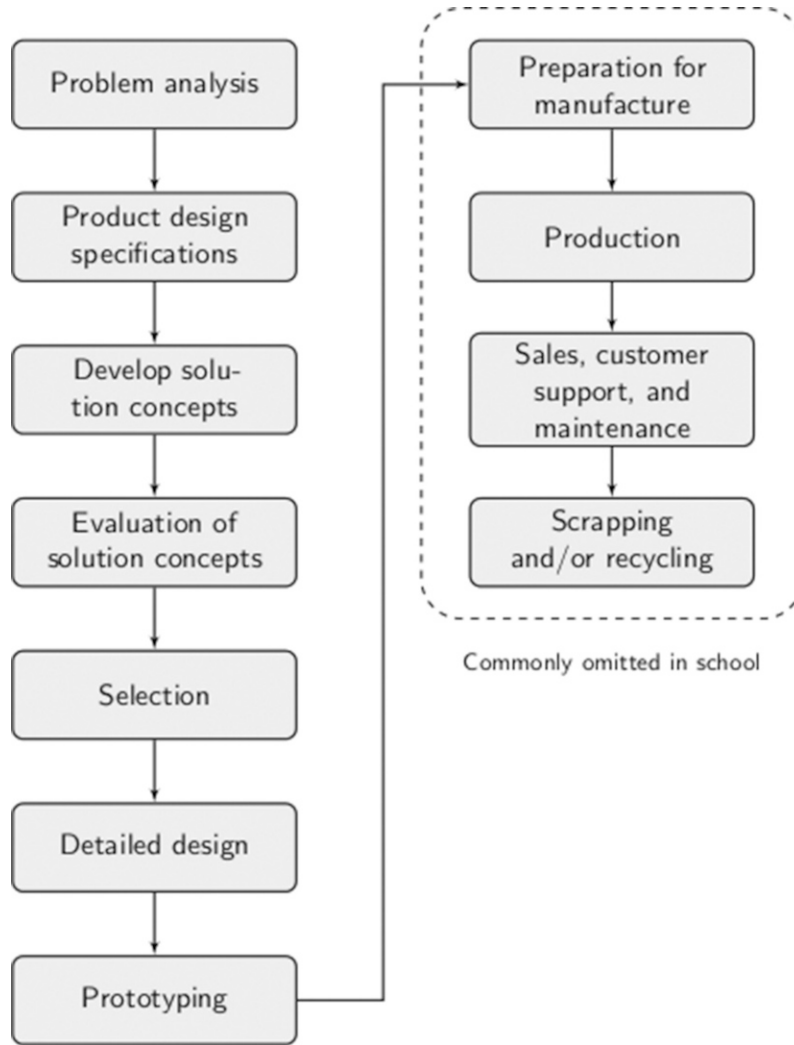 Problem analysis
Product design
specifications
Develop solu-
tion concepts
Evaluation of
solution concepts
Selection
Detailed design
Prototyping
Preparation for
manufacture
Production
Sales, customer
support, and
maintenance
Scrapping
and/or recycling
Commonly omitted in school